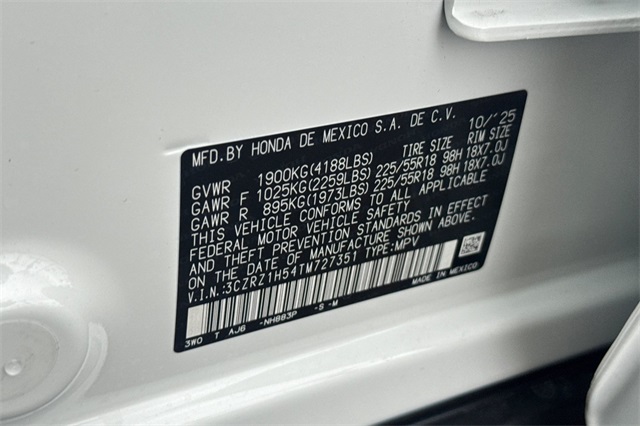 MFD.BY HONDA DE MEXICO S.A. DE C.V. 10/'25
GVWR 1900KG(4188LBS) TIRE SIZE RIM SIZE
GAWR F 1025KG(2259LBS) 225/55R18 98H 18X7.0J
GAWR R 895KG(1973LBS) 225/55R18 98H 18X7.0J
THIS VEHICLE CONFORMS TO ALL APPLICABLE
FEDERAL MOTOR VEHICLE SAFETY
AND THEFT PREVENTION STANDARDS IN EFFECT
ON THE DATE OF MANUFACTURE SHOWN ABOVE.
V.I.N.:3CZRZ1H54TM727351 TYPE:MPV
MADE IN MEXICO
3W0 T AJ6 -NH883P -S -M